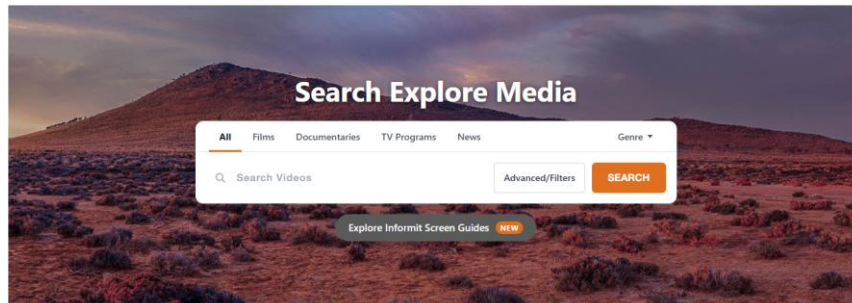 Search Explore Media
All Films Documentaries TV Programs News Genre
Search Videos Advanced/Filters SEARCH
Explore Informit Screen Guides NEW